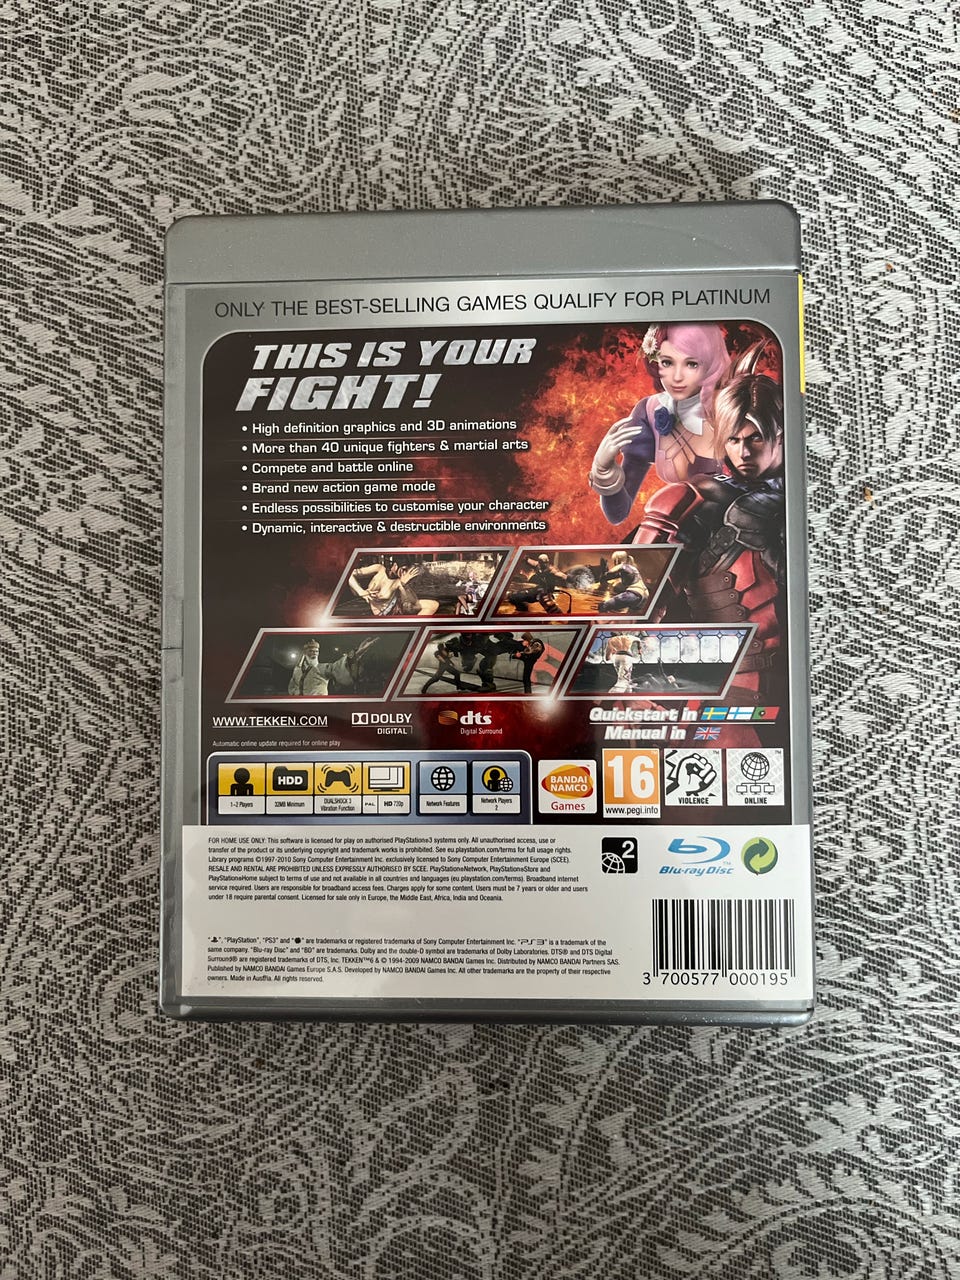 ONLY THE BEST-SELLING GAMES QUALIFY FOR PLATINUM
THIS IS YOUR
FIGHT!
• High definition graphics and 3D animations
• More than 40 unique fighters & martial arts
• Compete and battle online
• Brand new action game mode
• Endless possibilities to customise your character
• Dynamic, interactive & destructible environments
WWW.TEKKEN.COM
DOLBY
DIGITAL
dts
Digital Surround
Quickstart in
Manual in
Automatic online update required for online play
1-2 Players
HDD
32MB Minimum
DUALSHOCK 3
Vibration Function
PAL
HD 720p
Network Features
Network Players
2
BANDAI
NAMCO
Games
16
www.pegi.info
VIOLENCE
ONLINE
FOR HOME USE ONLY: This software is licensed for play on authorised PlayStation®3 systems only. All unauthorised access, use or
transfer of the product or its underlying copyright and trademark works is prohibited. See eu.playstation.com/terms for full usage rights.
Library programs ©1997-2010 Sony Computer Entertainment Inc. exclusively licensed to Sony Computer Entertainment Europe (SCEE).
RESALE AND RENTAL ARE PROHIBITED UNLESS EXPRESSLY AUTHORISED BY SCEE. PlayStation®Network, PlayStation®Store and
PlayStation®Home subject to terms of use and not available in all countries and languages (eu.playstation.com/terms). Broadband internet
service required. Users are responsible for broadband access fees. Charges apply for some content. Users must be 7 years or older and users
under 18 require parental consent. Licensed for sale only in Europe, the Middle East, Africa, India and Oceania.
2
Blu-ray Disc™
"PlayStation", "PS3" and " " are trademarks or registered trademarks of Sony Computer Entertainment Inc. "PS3" is a trademark of the
same company. "Blu-ray Disc" and "BD" are trademarks. Dolby and the double-D symbol are trademarks of Dolby Laboratories. DTS® and DTS Digital
Surround® are registered trademarks of DTS, Inc. TEKKEN™6 & © 1994-2009 NAMCO BANDAI Games Inc. Distributed by NAMCO BANDAI Partners SAS.
Published by NAMCO BANDAI Games Europe S.A.S. Developed by NAMCO BANDAI Games Inc. All other trademarks are the property of their respective
owners. Made in Austria. All rights reserved.
3 700577 000195